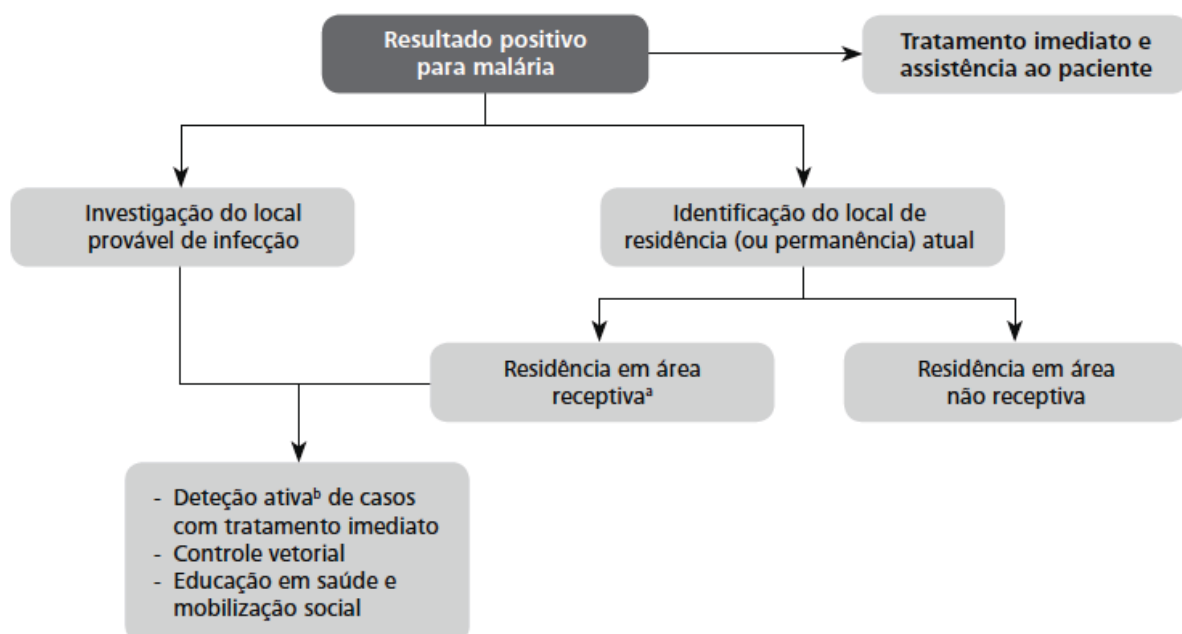 Resultado positivo
para malária
Tratamento imediato e
assistência ao paciente
Investigação do local
provável de infecção
Identificação do local de
residência (ou permanência) atual
Residência em área
receptivaᵃ
Residência em área
não receptiva
- Deteção ativaᵇ de casos
com tratamento imediato
- Controle vetorial
- Educação em saúde e
mobilização social